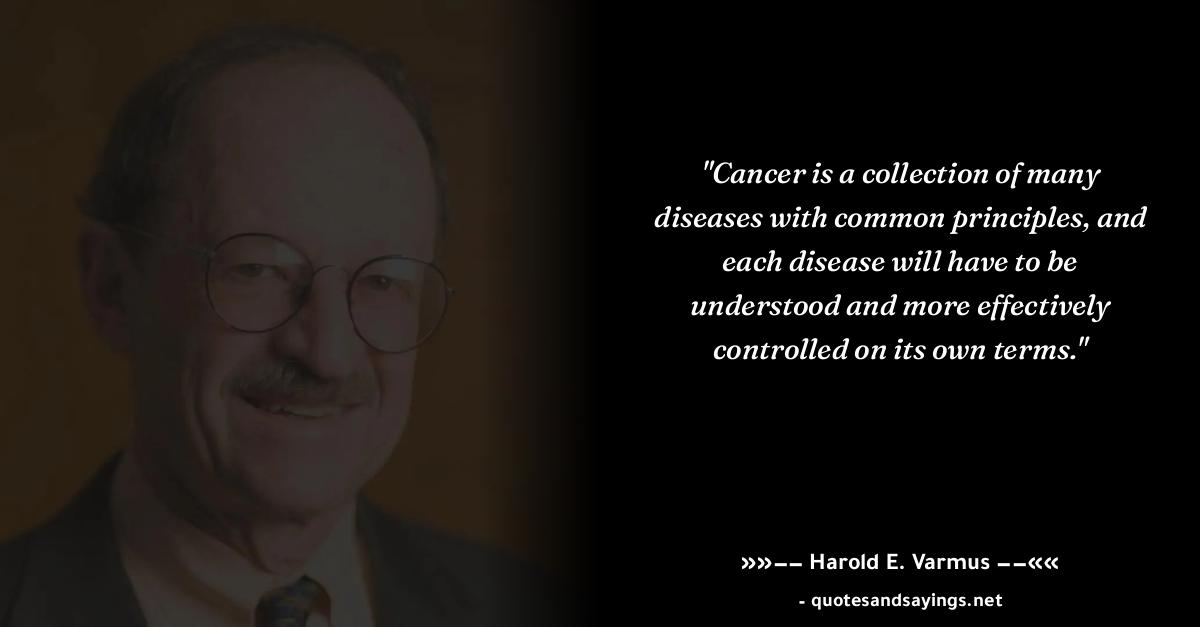 "Cancer is a collection of many
diseases with common principles, and
each disease will have to be
understood and more effectively
controlled on its own terms."
»»−− Harold E. Varmus −−««
- quotesandsayings.net